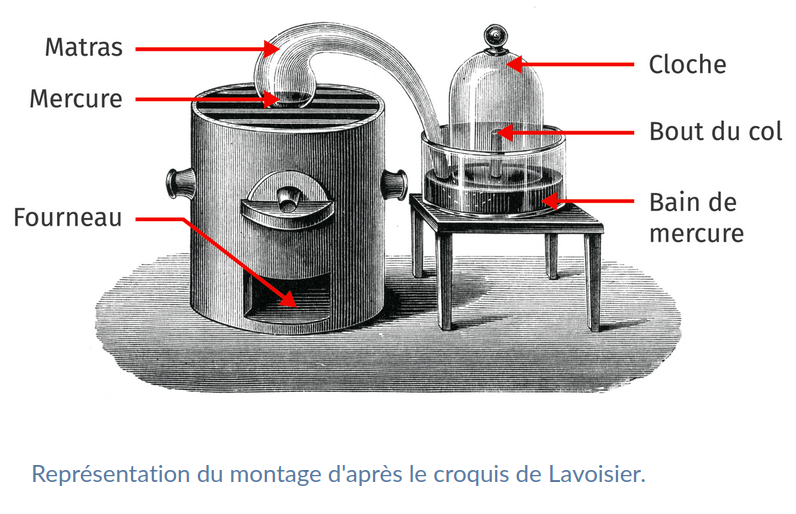 Matras
Mercure
Fourneau
Cloche
Bout du col
Bain de
mercure
Représentation du montage d'après le croquis de Lavoisier.